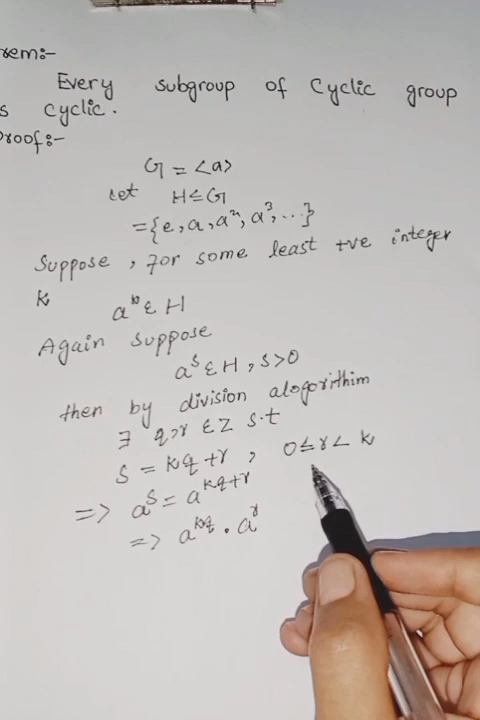 rem:-
Every subgroup of Cyclic group
s cyclic.
roof:-
G = <a>
let H ≤ G
= {e, a, a², a³, ...}
Suppose, for some least +ve integer
k a^k ε H
Again suppose
a^s ε H, s>0
then by division alogorithim
∃ q,r ε Z s.t
s = kq + r, 0 ≤ r < k
=> a^s = a^kq+r
=> a^kq . a^r